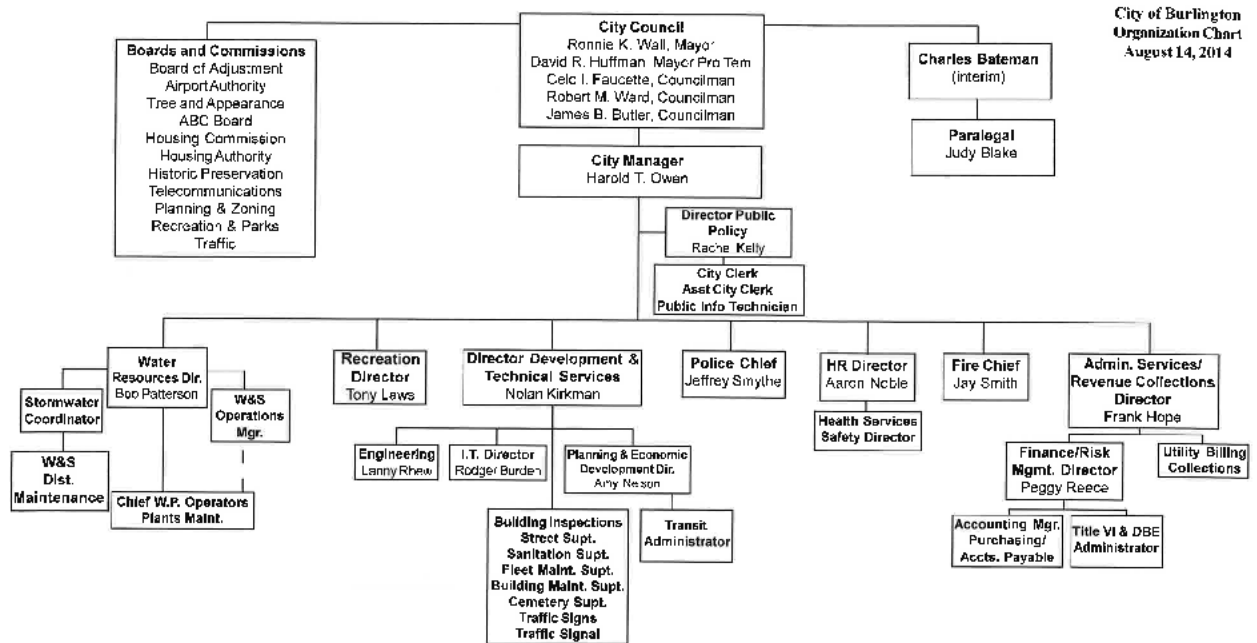 City of Burlington
Organization Chart
August 14, 2014
Boards and Commissions
Board of Adjustment
Airport Authority
Tree and Appearance
ABC Board
Housing Commission
Housing Authority
Historic Preservation
Telecommunications
Planning & Zoning
Recreation & Parks
Traffic
City Council
Ronnie K. Wall, Mayor
David R. Huffman, Mayor Pro Tem
Celo I. Faucette, Councilman
Robert M. Ward, Councilman
James B. Butler, Councilman
Charles Bateman
(interim)
Paralegal
Judy Blake
City Manager
Harold T. Owen
Director Public
Policy
Rachel Kelly
City Clerk
Asst City Clerk
Public Info Technician
Water
Resources Dir.
Bob Patterson
Stormwater
Coordinator
W&S
Operations
Mgr.
W&S
Dist.
Maintenance
Chief W.P. Operators
Plants Maint.
Recreation
Director
Tony Laws
Director Development &
Technical Services
Nolan Kirkman
Engineering
Lanny Rhew
I.T. Director
Rodger Burden
Planning & Economic
Development Dir.
Amy Nelson
Building Inspections
Street Supt.
Sanitation Supt.
Fleet Maint. Supt.
Building Maint. Supt.
Cemetery Supt.
Traffic Signs
Traffic Signal
Transit
Administrator
Police Chief
Jeffrey Smythe
HR Director
Aaron Noble
Health Services
Safety Director
Fire Chief
Jay Smith
Admin. Services/
Revenue Collections
Director
Frank Hope
Finance/Risk
Mgmt. Director
Peggy Reece
Utility Billing
Collections
Accounting Mgr.
Purchasing/
Accts. Payable
Title VI & DBE
Administrator